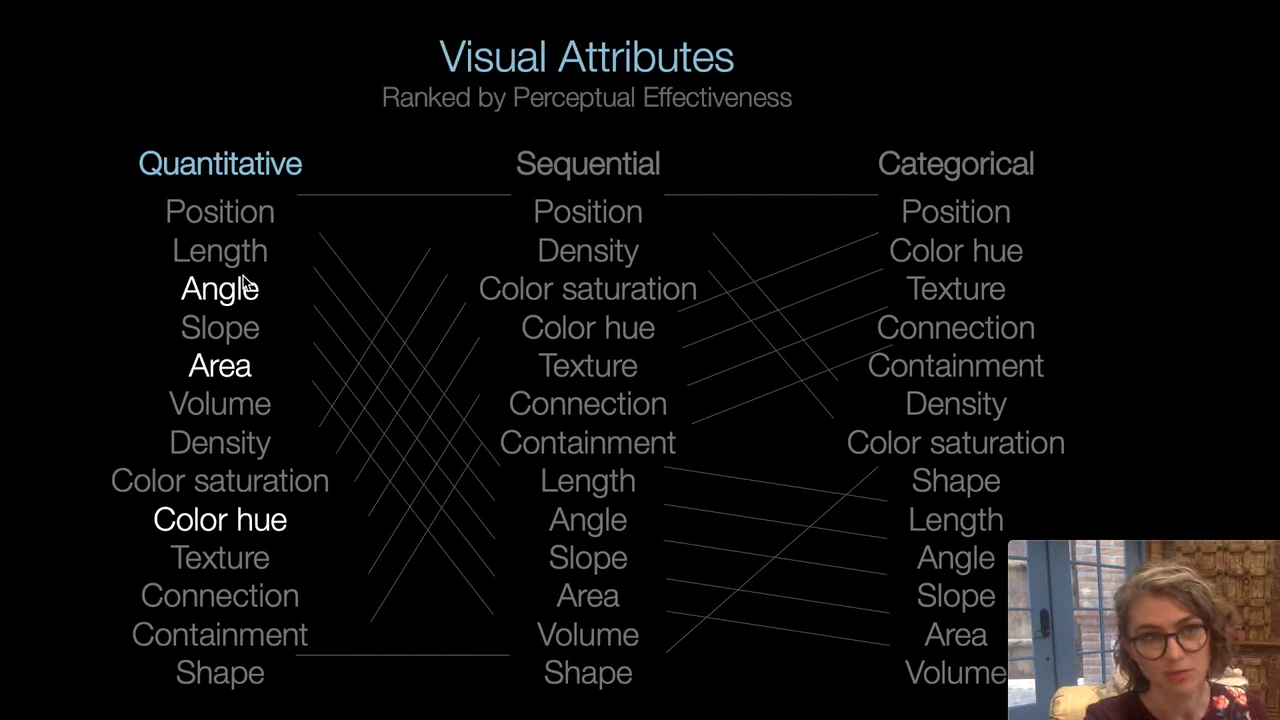 Visual Attributes
Ranked by Perceptual Effectiveness
Quantitative
Position
Length
Angle
Slope
Area
Volume
Density
Color saturation
Color hue
Texture
Connection
Containment
Shape
Sequential
Position
Density
Color saturation
Color hue
Texture
Connection
Containment
Length
Angle
Slope
Area
Volume
Shape
Categorical
Position
Color hue
Texture
Connection
Containment
Density
Color saturation
Shape
Length
Angle
Slope
Area
Volume